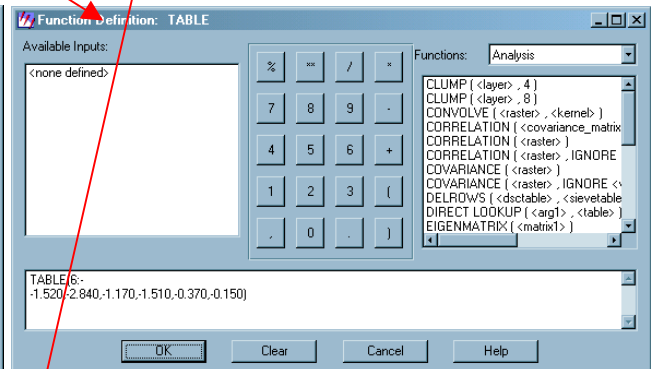 Function Definition: TABLE
Available Inputs:
<none defined>
% ** / *
7 8 9 -
4 5 6 +
1 2 3 (
, 0 . )
Functions: Analysis
CLUMP ( <layer> , 4 )
CLUMP ( <layer> , 8 )
CONVOLVE ( <raster> , <kernel> )
CORRELATION ( <covariance_matrix
CORRELATION ( <raster> )
CORRELATION ( <raster> , IGNORE
COVARIANCE ( <raster> )
COVARIANCE ( <raster> , IGNORE <v
DELROWS ( <dsctable> , <sievetable
DIRECT LOOKUP ( <arg1> , <table> )
EIGENMATRIX ( <matrix1> )
TABLE(6:-
-1.520,-2.840,-1.170,-1.510,-0.370,-0.150)
OK Clear Cancel Help